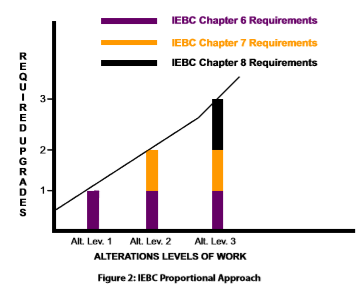 IEBC Chapter 6 Requirements
IEBC Chapter 7 Requirements
IEBC Chapter 8 Requirements
REQUIRED UPGRADES
3
2
1
Alt. Lev. 1 Alt. Lev. 2 Alt. Lev. 3
ALTERATIONS LEVELS OF WORK
Figure 2: IEBC Proportional Approach